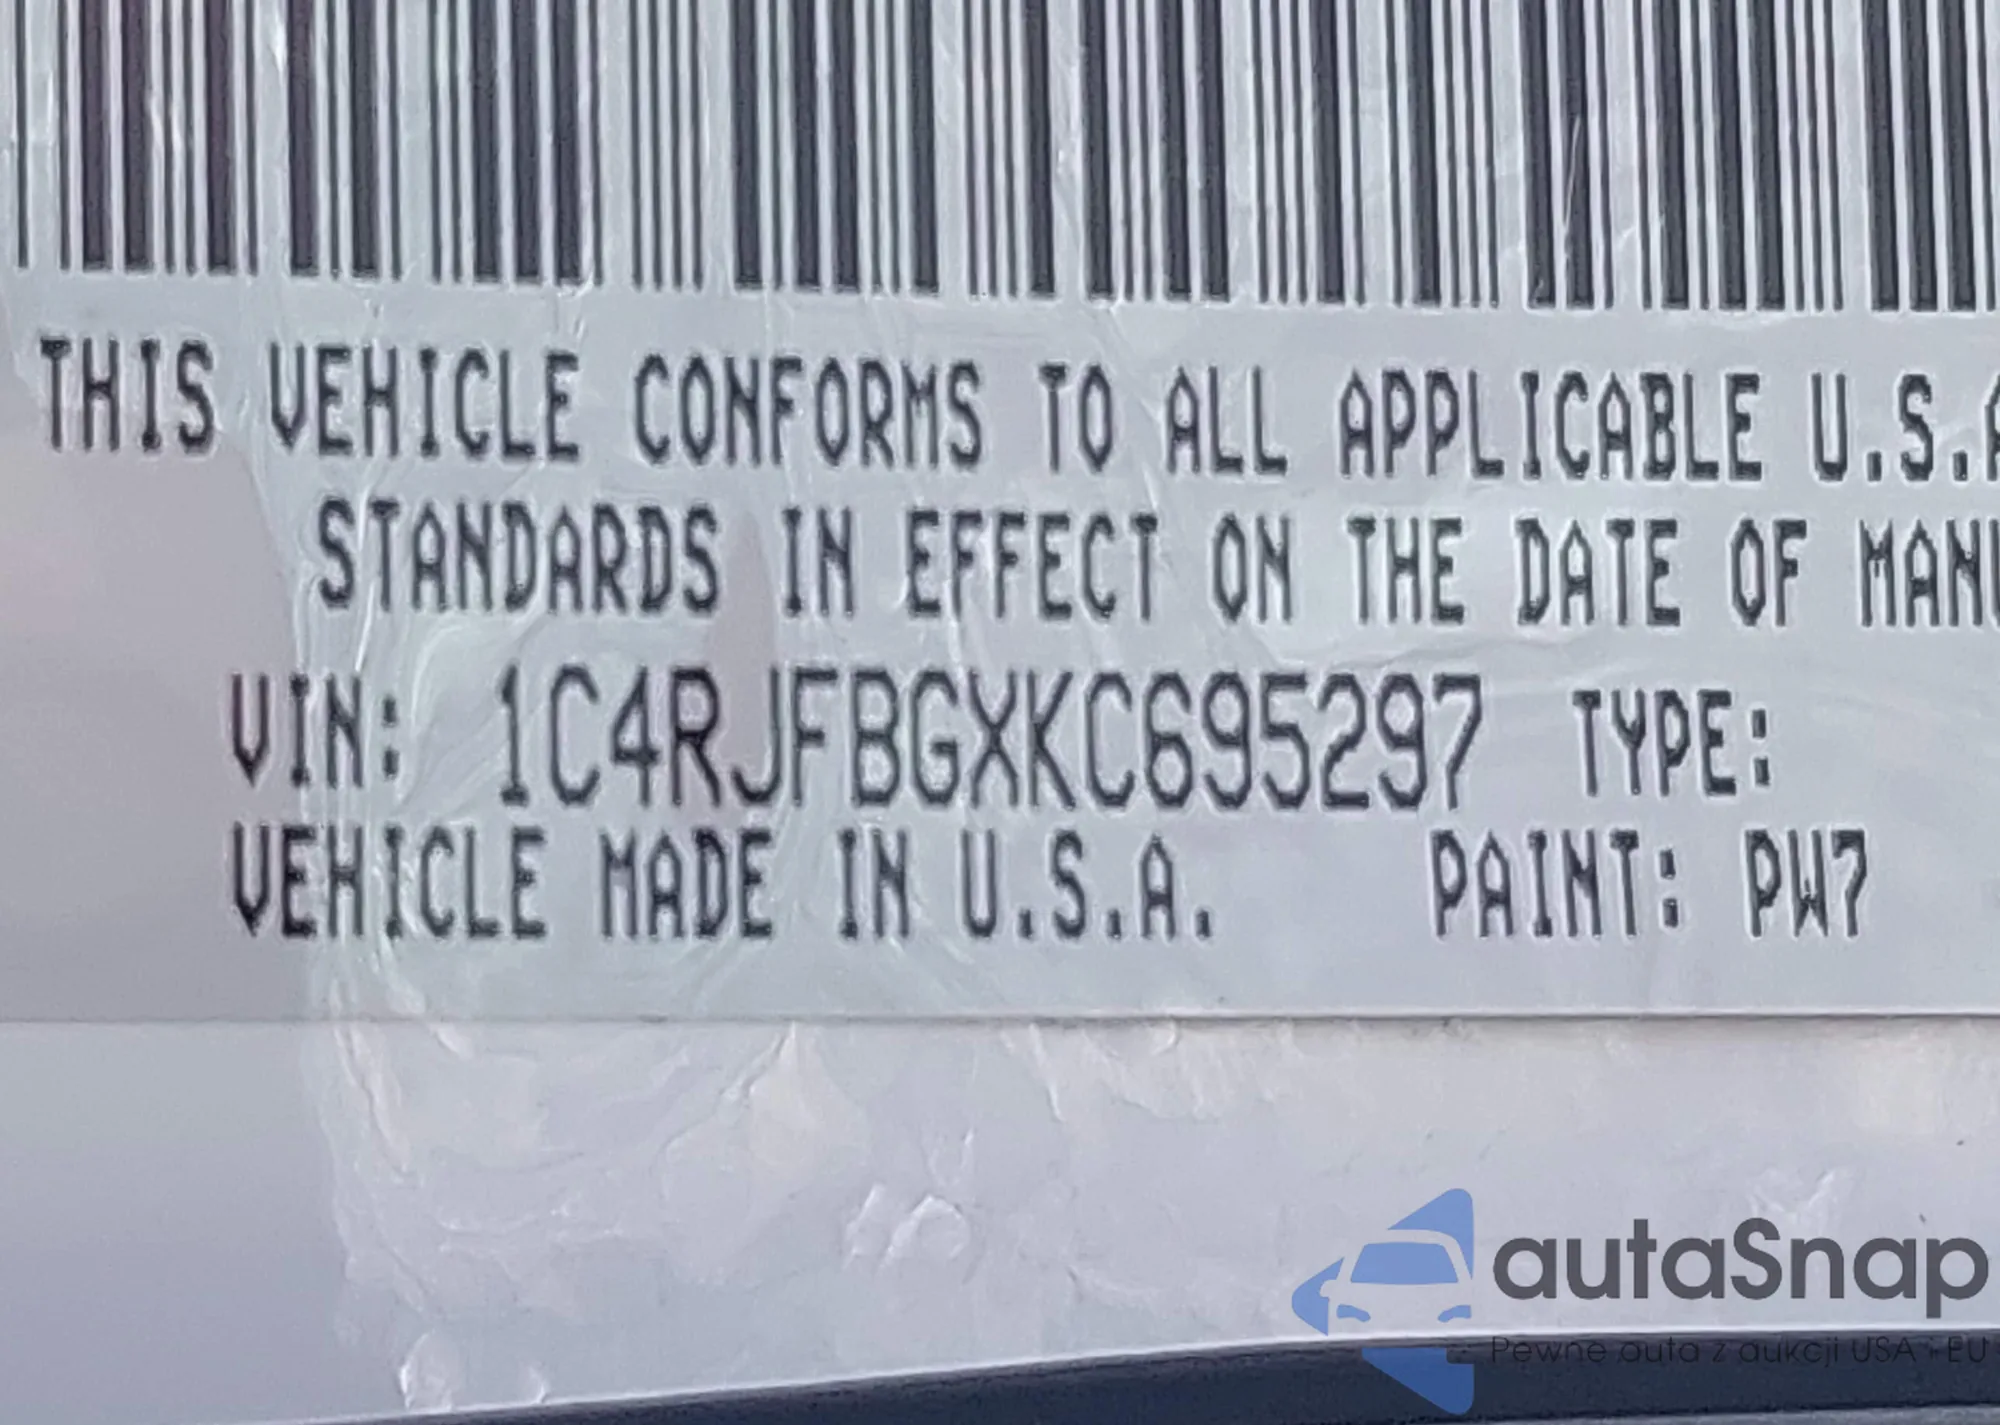 THIS VEHICLE CONFORMS TO ALL APPLICABLE U.S.A
STANDARDS IN EFFECT ON THE DATE OF MANU
VIN: 1C4RJFBGXKC695297 TYPE:
VEHICLE MADE IN U.S.A. PAINT: PW7
autaSnap
Pewne auta z aukcji USA i EU